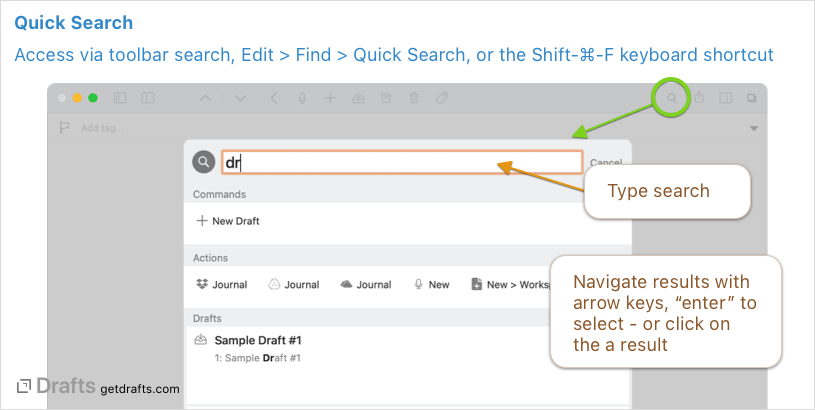 Quick Search
Access via toolbar search, Edit > Find > Quick Search, or the Shift-⌘-F keyboard shortcut
Add tag...
dr
Cancel
Type search
Commands
New Draft
Actions
Journal
Journal
Journal
New
New > Worksp
Navigate results with
arrow keys, “enter” to
select - or click on
the a result
Drafts
Sample Draft #1
1: Sample Draft #1
Drafts getdrafts.com